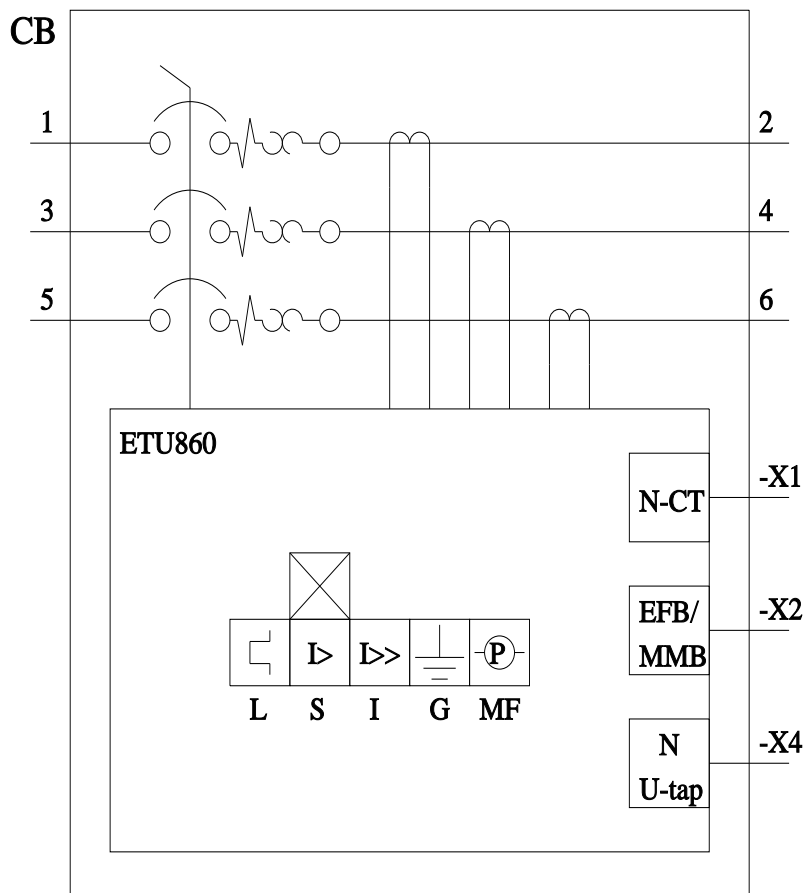 CB
1
2
3
4
5
6
ETU860
N-CT
-X1
EFB/
MMB
-X2
I> I>> P
L S I G MF
N
U-tap
-X4